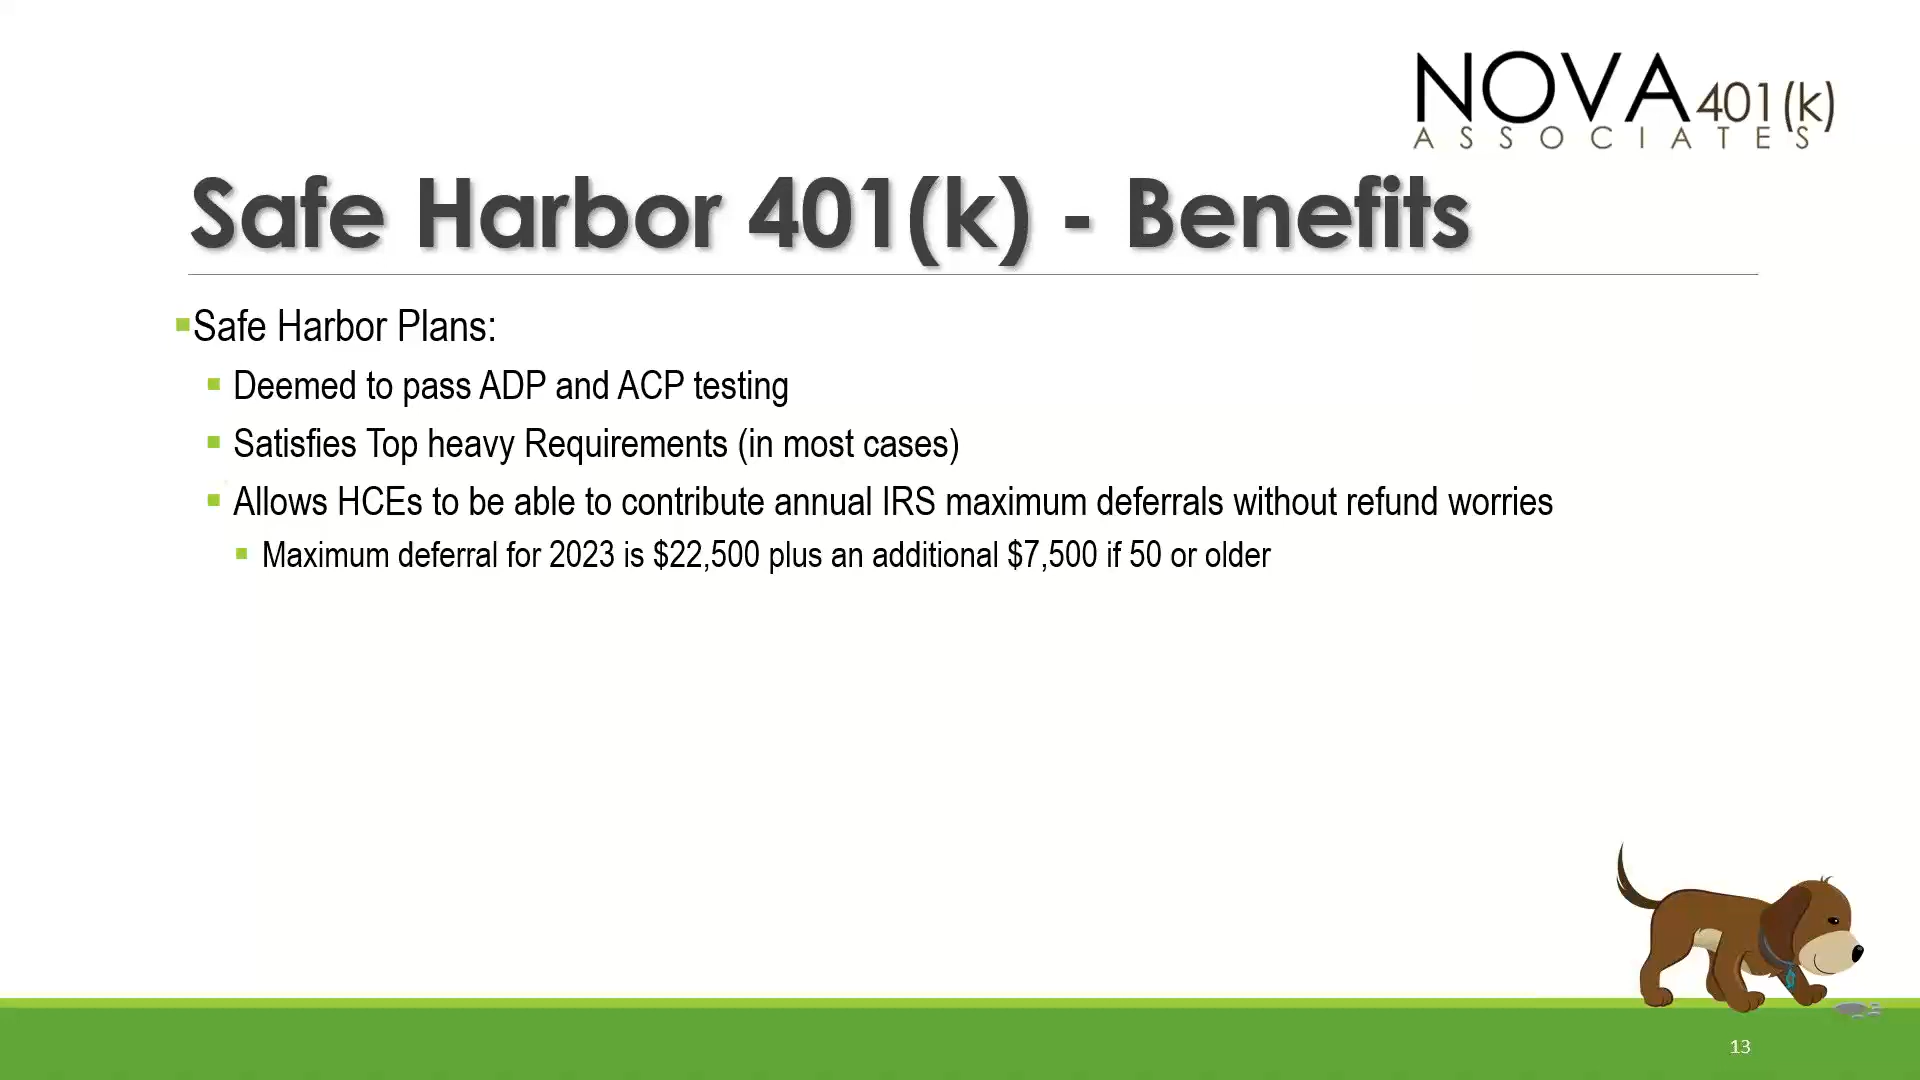 NOVA 401(k)
ASSOCIATES
Safe Harbor 401(k) - Benefits
Safe Harbor Plans:
Deemed to pass ADP and ACP testing
Satisfies Top heavy Requirements (in most cases)
Allows HCEs to be able to contribute annual IRS maximum deferrals without refund worries
Maximum deferral for 2023 is $22,500 plus an additional $7,500 if 50 or older
13